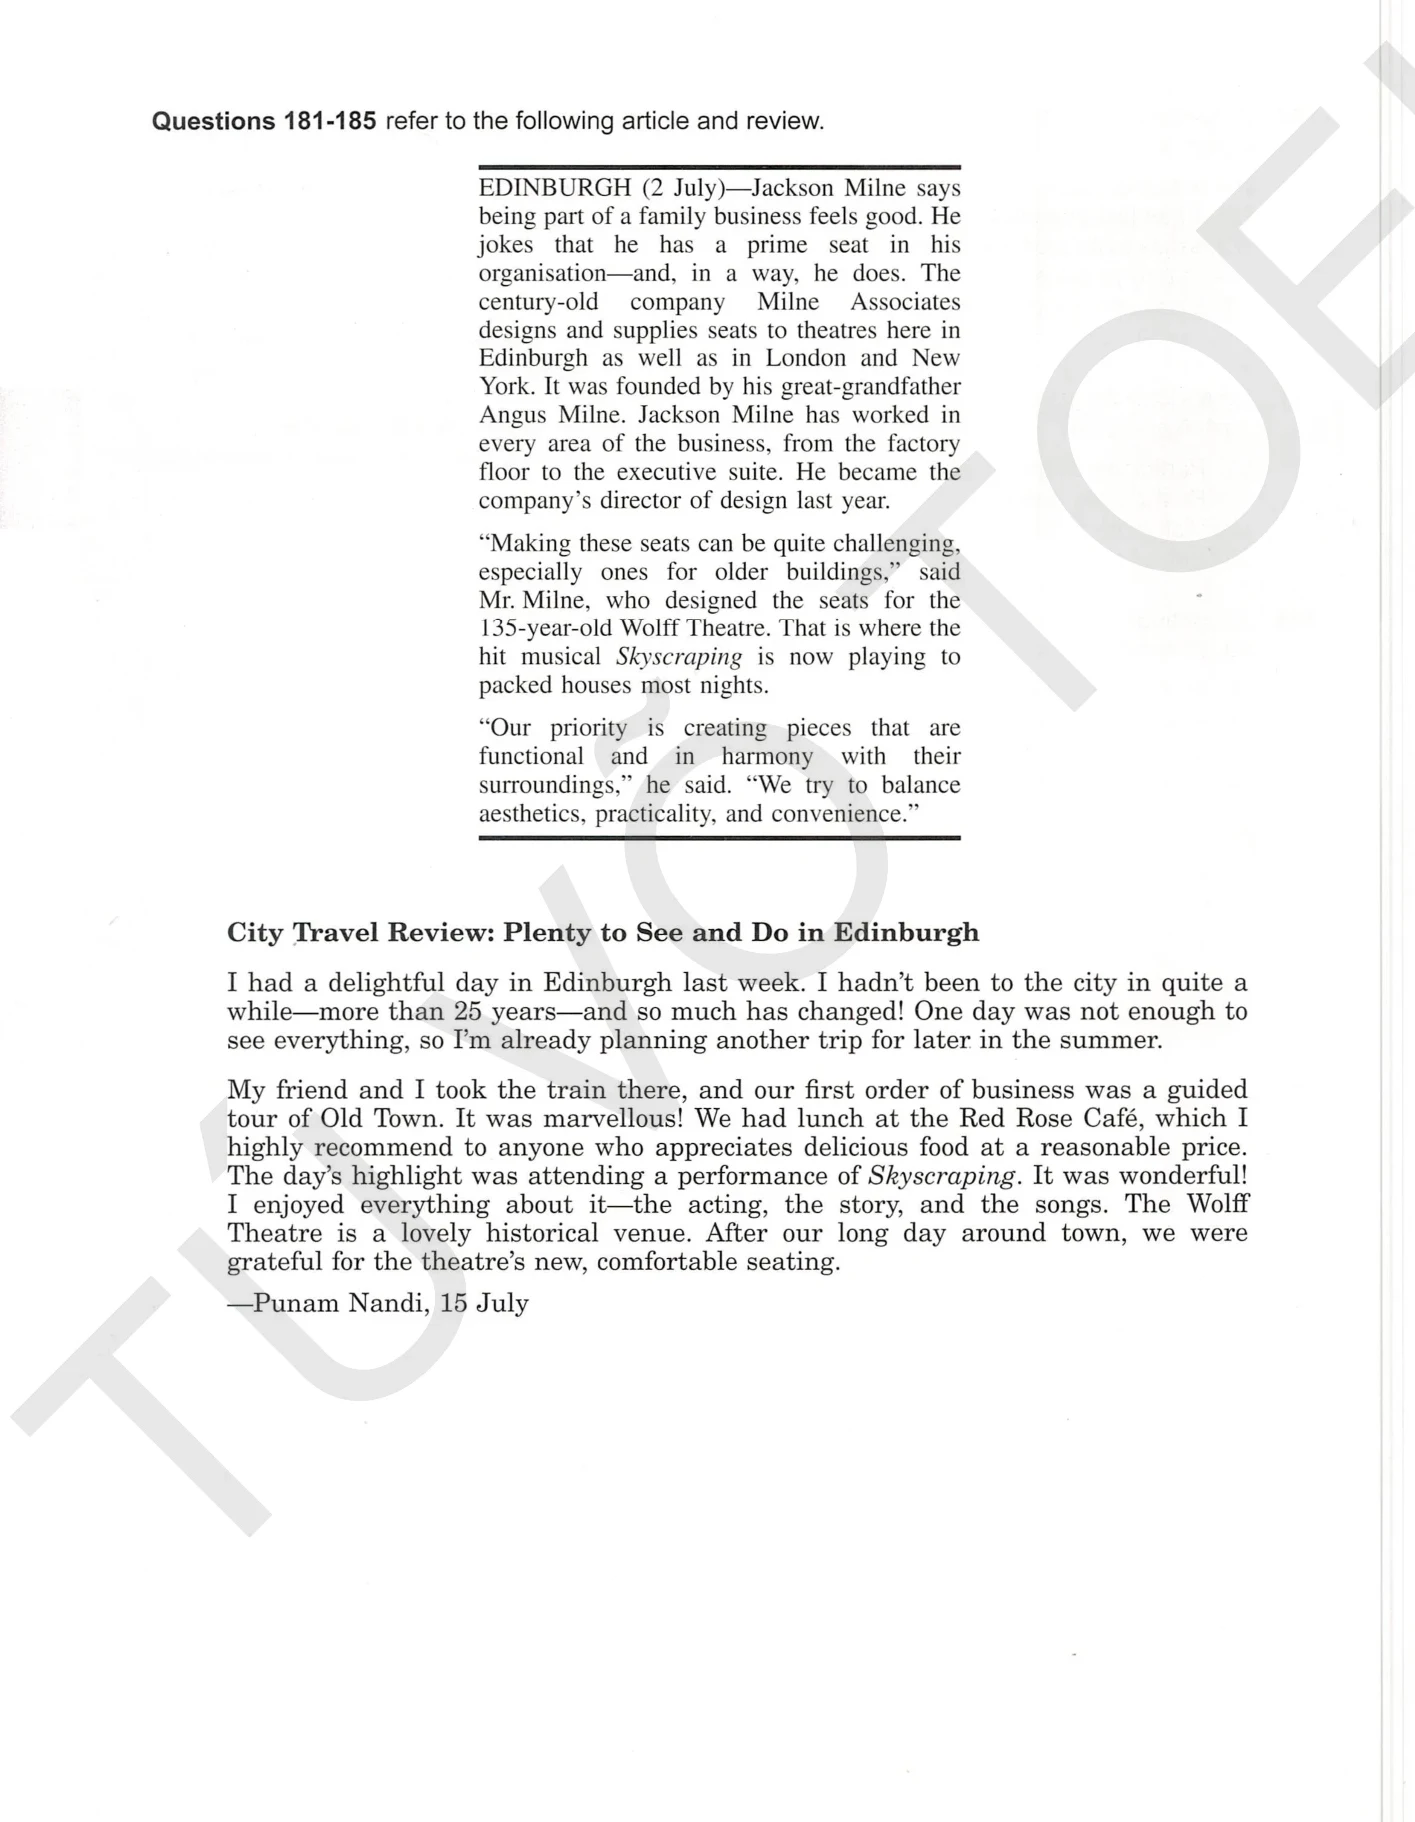 Questions 181-185 refer to the following article and review.
EDINBURGH (2 July)—Jackson Milne says
being part of a family business feels good. He
jokes that he has a prime seat in his
organisation—and, in a way, he does. The
century-old company Milne Associates
designs and supplies seats to theatres here in
Edinburgh as well as in London and New
York. It was founded by his great-grandfather
Angus Milne. Jackson Milne has worked in
every area of the business, from the factory
floor to the executive suite. He became the
company's director of design last year.
“Making these seats can be quite challenging,
especially ones for older buildings,” said
Mr. Milne, who designed the seats for the
135-year-old Wolff Theatre. That is where the
hit musical Skyscraping is now playing to
packed houses most nights.
“Our priority is creating pieces that are
functional and in harmony with their
surroundings,” he said. “We try to balance
aesthetics, practicality, and convenience.”
City Travel Review: Plenty to See and Do in Edinburgh
I had a delightful day in Edinburgh last week. I hadn't been to the city in quite a
while—more than 25 years—and so much has changed! One day was not enough to
see everything, so I'm already planning another trip for later in the summer.
My friend and I took the train there, and our first order of business was a guided
tour of Old Town. It was marvellous! We had lunch at the Red Rose Café, which I
highly recommend to anyone who appreciates delicious food at a reasonable price.
The day's highlight was attending a performance of Skyscraping. It was wonderful!
I enjoyed everything about it—the acting, the story, and the songs. The Wolff
Theatre is a lovely historical venue. After our long day around town, we were
grateful for the theatre's new, comfortable seating.
—Punam Nandi, 15 July
TÚ VÕ TOE